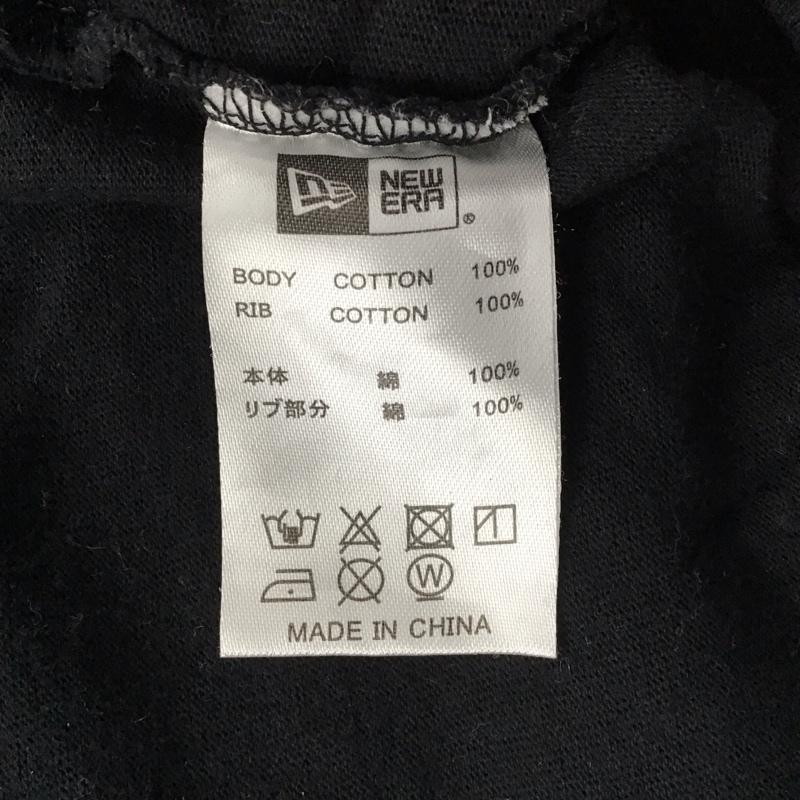 NEW
ERA®
BODY COTTON 100%
RIB COTTON 100%
本体 綿 100%
リブ部分 綿 100%
W
MADE IN CHINA